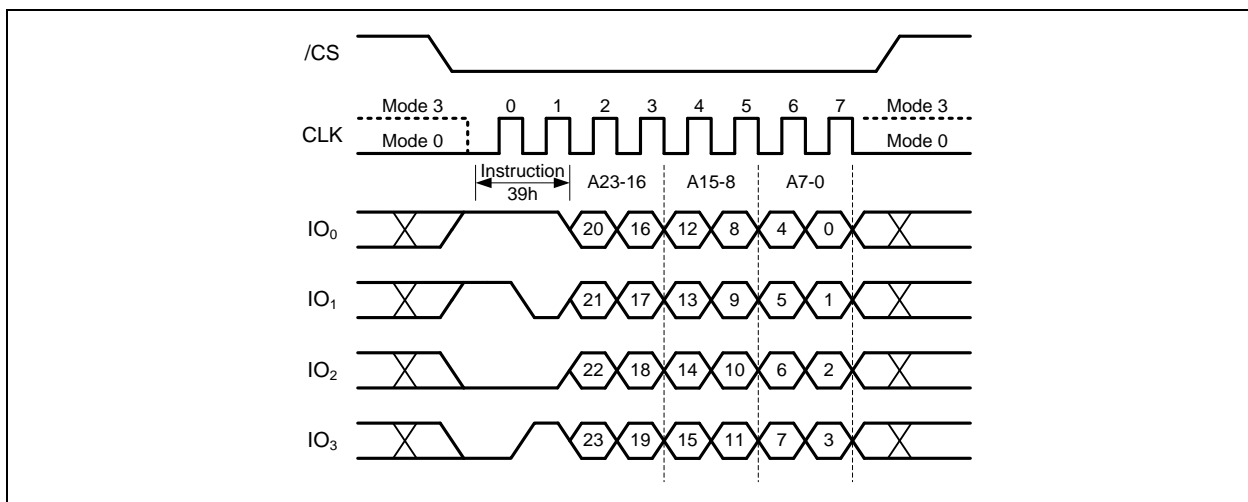 /CS
Mode 3 0 1 2 3 4 5 6 7 Mode 3
CLK
Mode 0 Mode 0
Instruction A23-16 A15-8 A7-0
39h
IO0 20 16 12 8 4 0
IO1 21 17 13 9 5 1
IO2 22 18 14 10 6 2
IO3 23 19 15 11 7 3